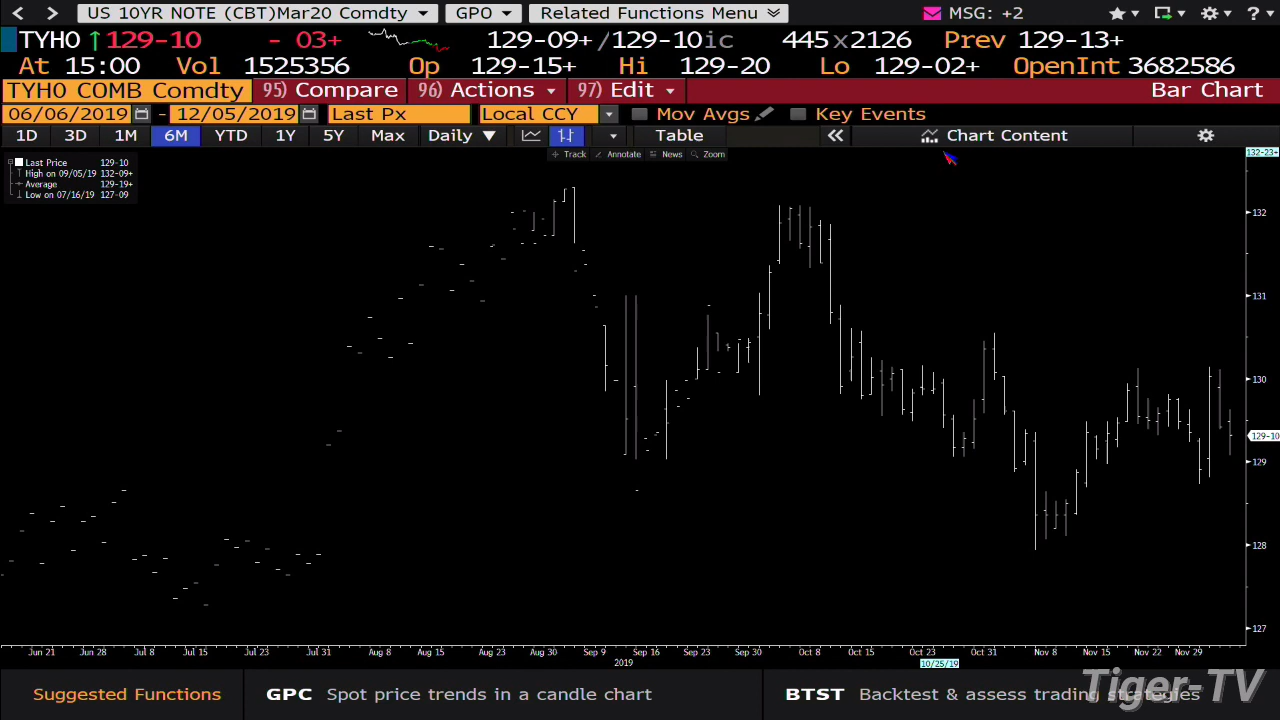 < > US 10YR NOTE (CBT)Mar20 Comdty GPO Related Functions Menu MSG: +2 ?
TYH0 ↑129-10 - 03+ 129-09+/129-10ic 445x2126 Prev 129-13+
At 15:00 Vol 1525356 Op 129-15+ Hi 129-20 Lo 129-02+ OpenInt 3682586
TYH0 COMB Comdty 95) Compare 96) Actions 97) Edit Bar Chart
06/06/2019 - 12/05/2019 Last Px Local CCY Mov Avgs Key Events
1D 3D 1M 6M YTD 1Y 5Y Max Daily ▼ Table « Chart Content
Track Annotate News Zoom
132-23+
Last Price 129-10
High on 09/05/19 132-09+
Average 129-19+
Low on 07/16/19 127-09
132
131
130
129-10
129
128
127
Jun 21 Jun 28 Jul 8 Jul 15 Jul 23 Jul 31 Aug 8 Aug 15 Aug 30 Sep 9 Sep 16 Sep 23 Sep 30 Oct 8 Oct 15 Oct 23 Oct 31 Nov 8 Nov 15 Nov 22 Nov 29
2019 10/25/19
Suggested Functions GPC Spot price trends in a candle chart BTST Backtest & assess trading strategies
Tiger-TV